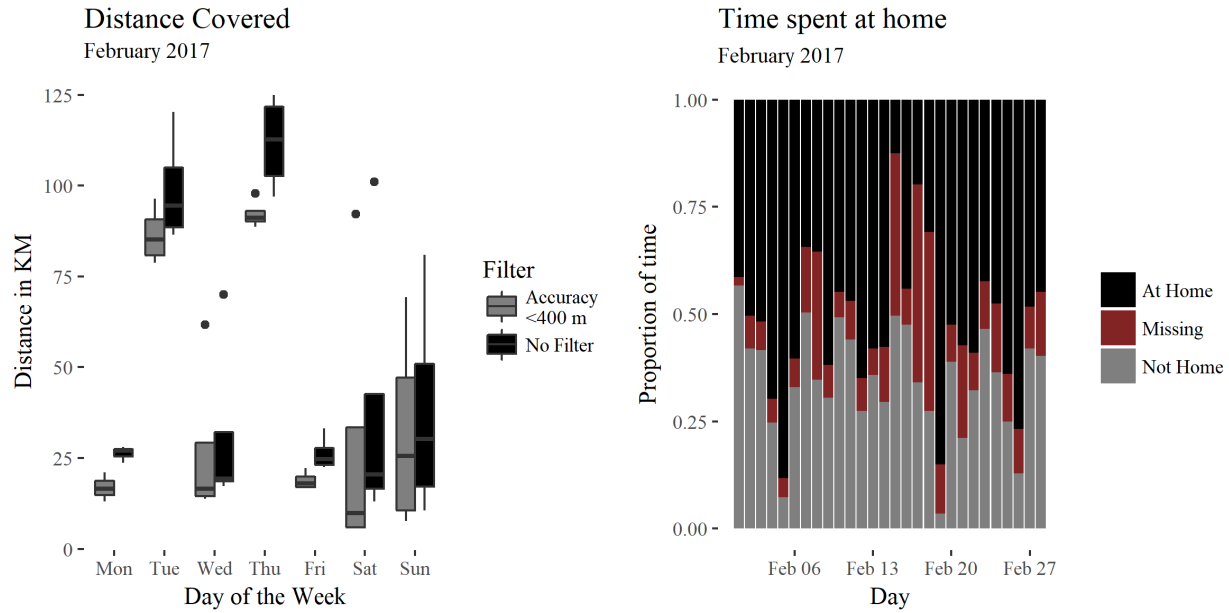 Distance Covered
February 2017
125
100
75
50
25
0
Distance in KM
Mon Tue Wed Thu Fri Sat Sun
Day of the Week
Filter
Accuracy
<400 m
No Filter
Time spent at home
February 2017
1.00
0.75
0.50
0.25
0.00
Proportion of time
Feb 06 Feb 13 Feb 20 Feb 27
Day
At Home
Missing
Not Home